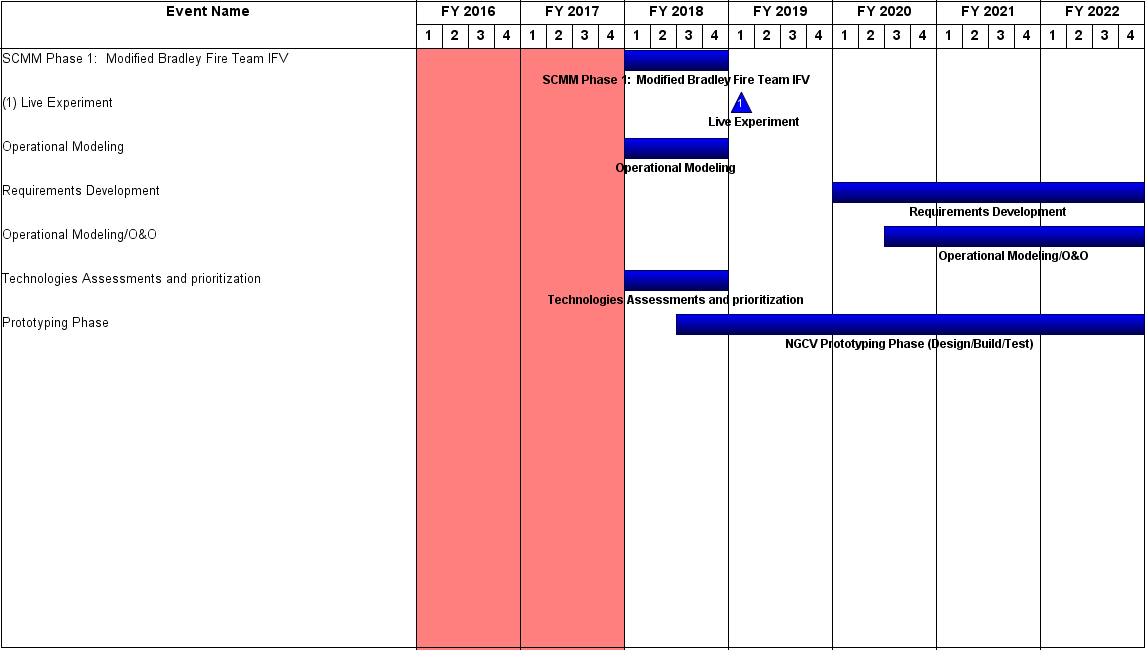 Event Name FY 2016 FY 2017 FY 2018 FY 2019 FY 2020 FY 2021 FY 2022
1 2 3 4 1 2 3 4 1 2 3 4 1 2 3 4 1 2 3 4 1 2 3 4 1 2 3 4
SCMM Phase 1: Modified Bradley Fire Team IFV
SCMM Phase 1: Modified Bradley Fire Team IFV
(1) Live Experiment 1
Live Experiment
Operational Modeling
Operational Modeling
Requirements Development
Requirements Development
Operational Modeling/O&O
Operational Modeling/O&O
Technologies Assessments and prioritization
Technologies Assessments and prioritization
Prototyping Phase
NGCV Prototyping Phase (Design/Build/Test)